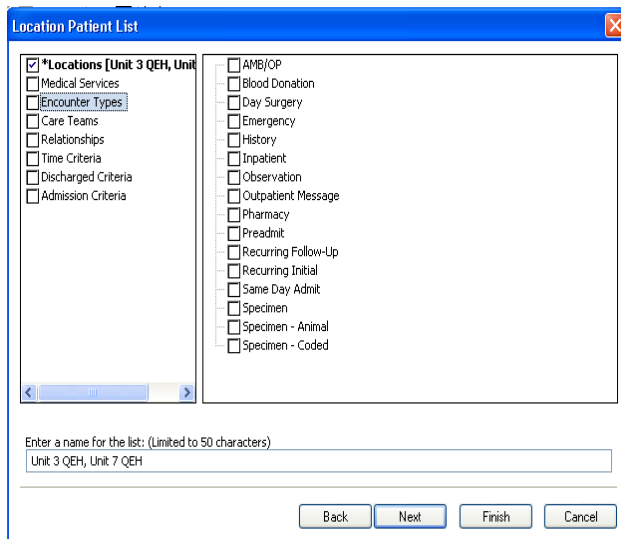 Location Patient List
*Locations [Unit 3 QEH, Unit
Medical Services
Encounter Types
Care Teams
Relationships
Time Criteria
Discharged Criteria
Admission Criteria
AMB/OP
Blood Donation
Day Surgery
Emergency
History
Inpatient
Observation
Outpatient Message
Pharmacy
Preadmit
Recurring Follow-Up
Recurring Initial
Same Day Admit
Specimen
Specimen - Animal
Specimen - Coded
Enter a name for the list: (Limited to 50 characters)
Unit 3 QEH, Unit 7 QEH
Back Next Finish Cancel